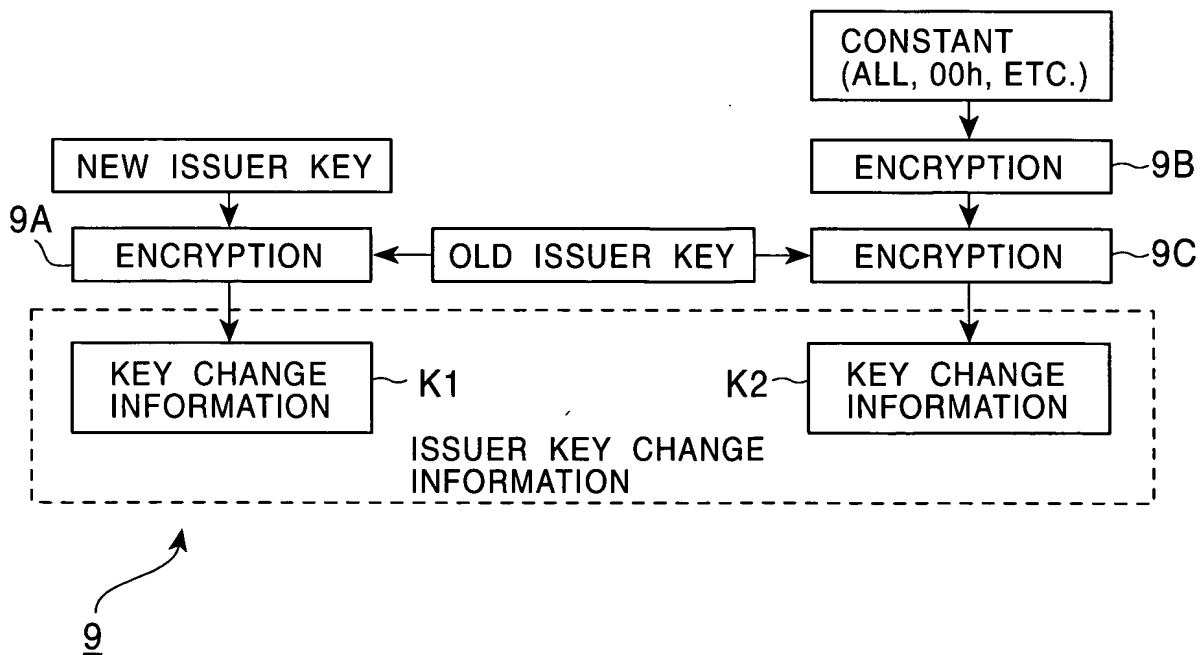 CONSTANT
(ALL, 00h, ETC.)
NEW ISSUER KEY
ENCRYPTION
9B
9A
ENCRYPTION
OLD ISSUER KEY
ENCRYPTION
9C
KEY CHANGE
INFORMATION
K1
K2
KEY CHANGE
INFORMATION
ISSUER KEY CHANGE
INFORMATION
9